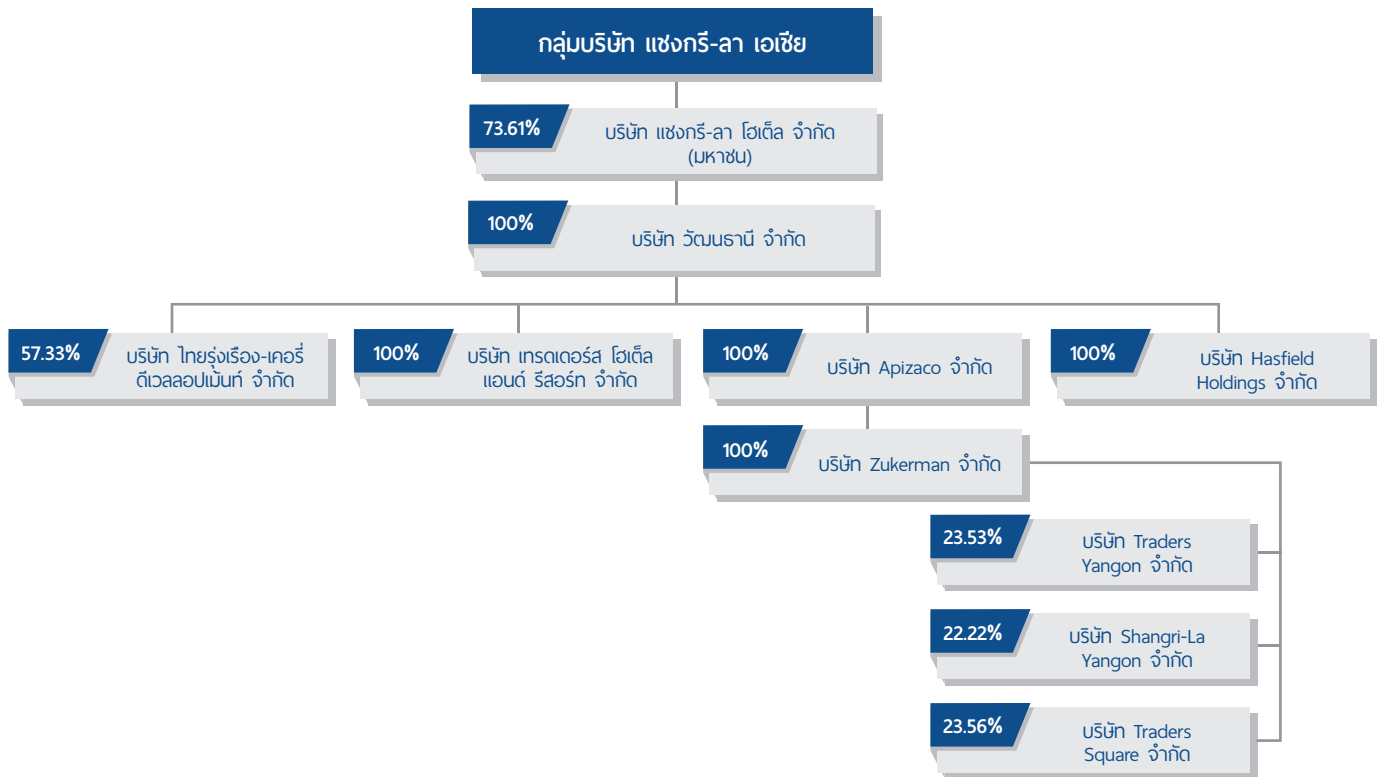 กลุ่มบริษัท แชงกรี-ลา เอเชีย
73.61%
บริษัท แชงกรี-ลา โฮเต็ล จำกัด
(มหาชน)
100%
บริษัท วัฒนธานี จำกัด
57.33%
บริษัท ไทยรุ่งเรือง-เคอรี่
ดีเวลลอปเม้นท์ จำกัด
100%
บริษัท เทรดเดอร์ส โฮเต็ล
แอนด์ รีสอร์ท จำกัด
100%
บริษัท Apizaco จำกัด
100%
บริษัท Hasfield
Holdings จำกัด
100%
บริษัท Zukerman จำกัด
23.53%
บริษัท Traders
Yangon จำกัด
22.22%
บริษัท Shangri-La
Yangon จำกัด
23.56%
บริษัท Traders
Square จำกัด